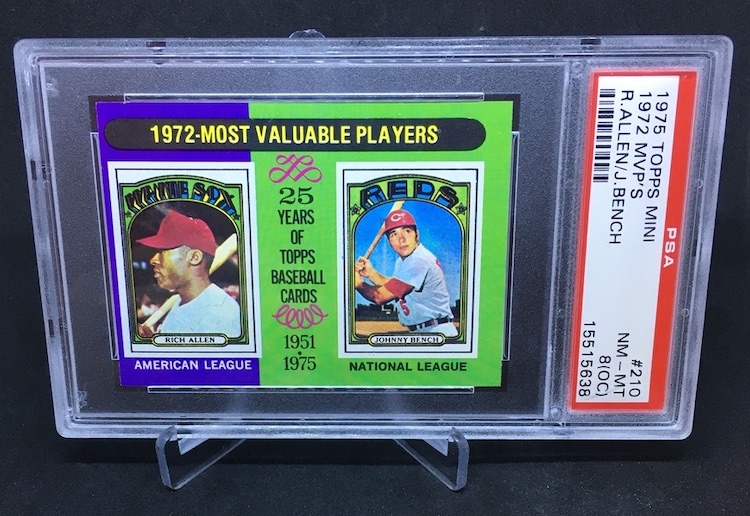 1972-MOST VALUABLE PLAYERS
WHITE SOX
RICH ALLEN
AMERICAN LEAGUE
25
YEARS
OF
TOPPS
BASEBALL
CARDS
1951
1975
REDS
C
5
JOHNNY BENCH
NATIONAL LEAGUE
1975 TOPPS MINI
1972 MVP'S
R.ALLEN/J.BENCH
PSA
#210
NM - MT
8(OC)
15515638